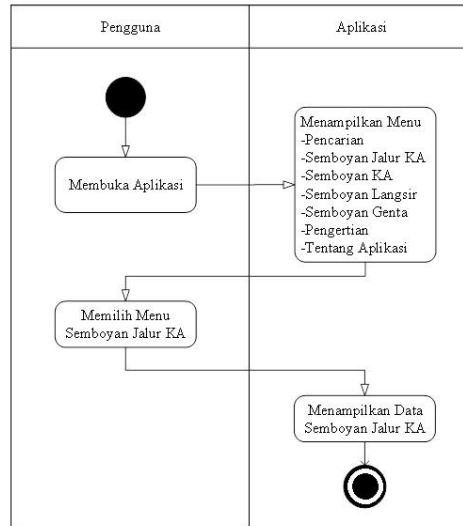 Pengguna
Aplikasi
Membuka Aplikasi
Menampilkan Menu
-Pencarian
-Semboyan Jalur KA
-Semboyan KA
-Semboyan Langsir
-Semboyan Genta
-Pengertian
-Tentang Aplikasi
Memilih Menu
Semboyan Jalur KA
Menampilkan Data
Semboyan Jalur KA